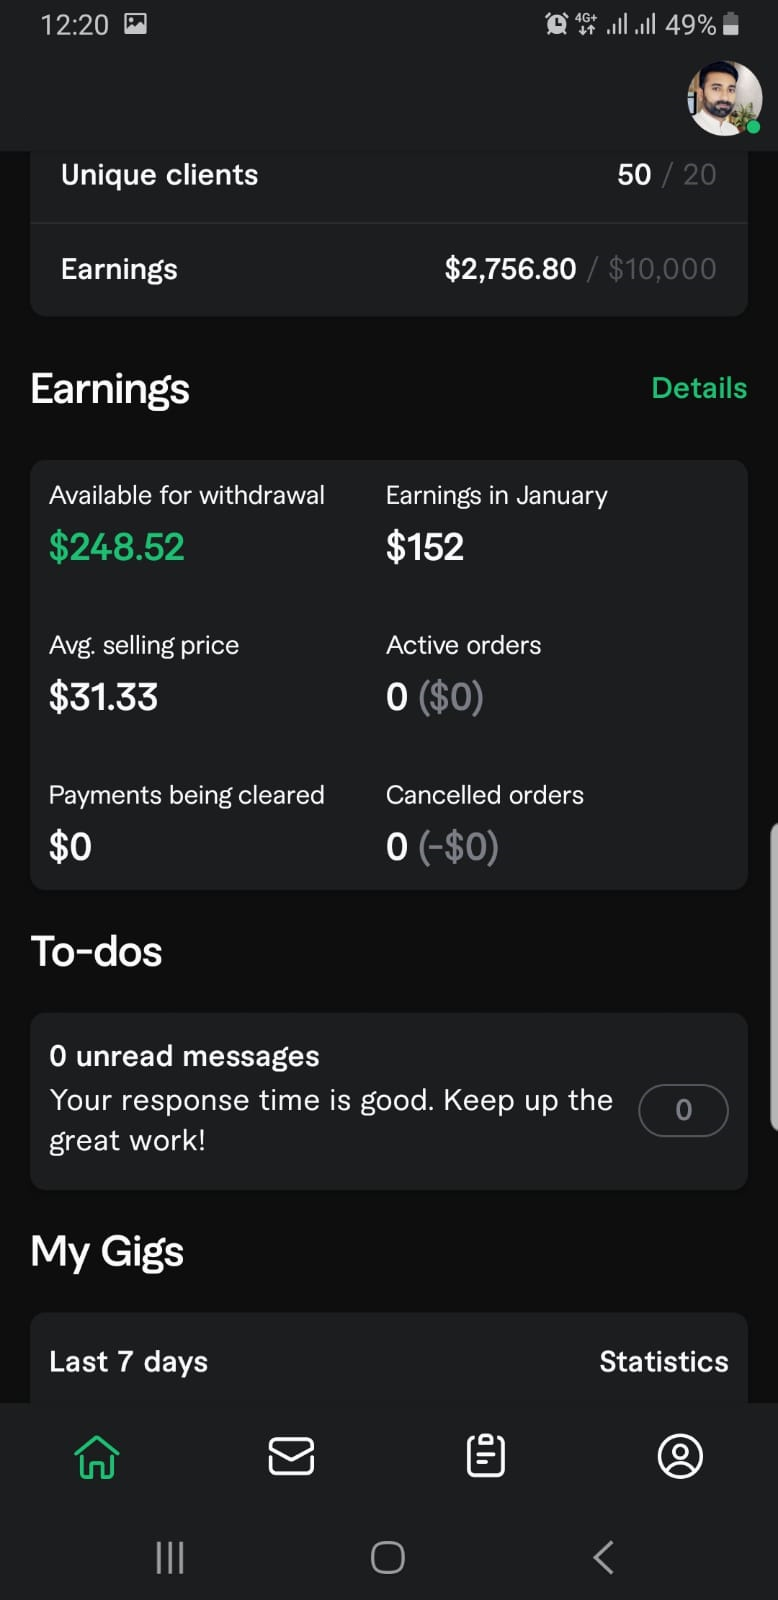 12:20 4G+ 49%
Unique clients 50 / 20
Earnings $2,756.80 / $10,000
Earnings Details
Available for withdrawal Earnings in January
$248.52 $152
Avg. selling price Active orders
$31.33 0 ($0)
Payments being cleared Cancelled orders
$0 0 (-$0)
To-dos
0 unread messages
Your response time is good. Keep up the
great work!
0
My Gigs
Last 7 days Statistics